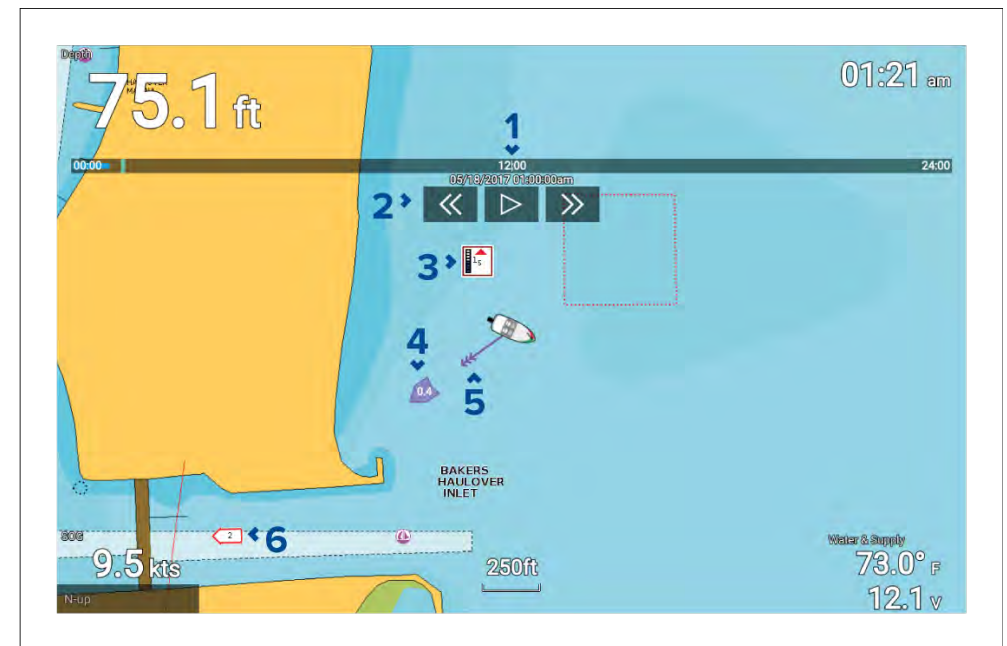 Depth
75.1 ft
01:21 am
1
00:00
12:00
24:00
05/18/2017 01:00:00am
2
3
1.5
4
0.4
5
BAKERS
HAULOVER
INLET
SOG
2
6
9.5 kts
250ft
Water & Supply
73.0° F
12.1 V
N-up